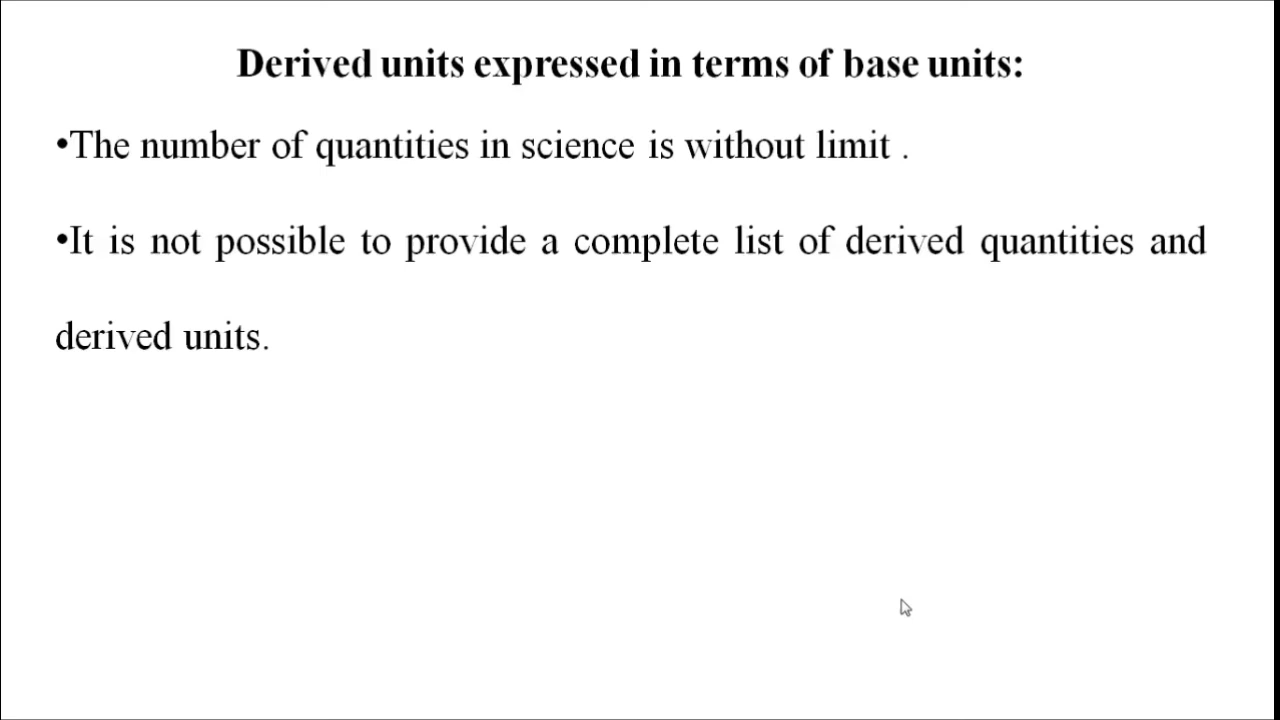 Derived units expressed in terms of base units:
•The number of quantities in science is without limit .
•It is not possible to provide a complete list of derived quantities and
derived units.